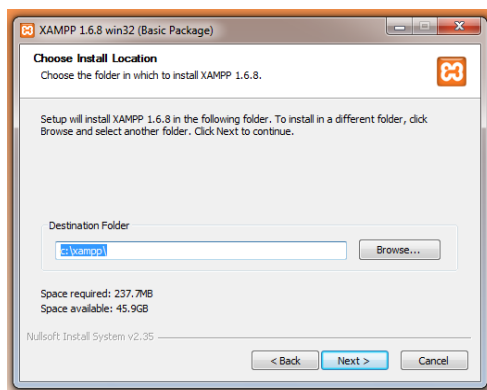 XAMPP 1.6.8 win32 (Basic Package)
Choose Install Location
Choose the folder in which to install XAMPP 1.6.8.
Setup will install XAMPP 1.6.8 in the following folder. To install in a different folder, click
Browse and select another folder. Click Next to continue.
Destination Folder
c:\xampp\
Browse...
Space required: 237.7MB
Space available: 45.9GB
Nullsoft Install System v2.35
< Back
Next >
Cancel